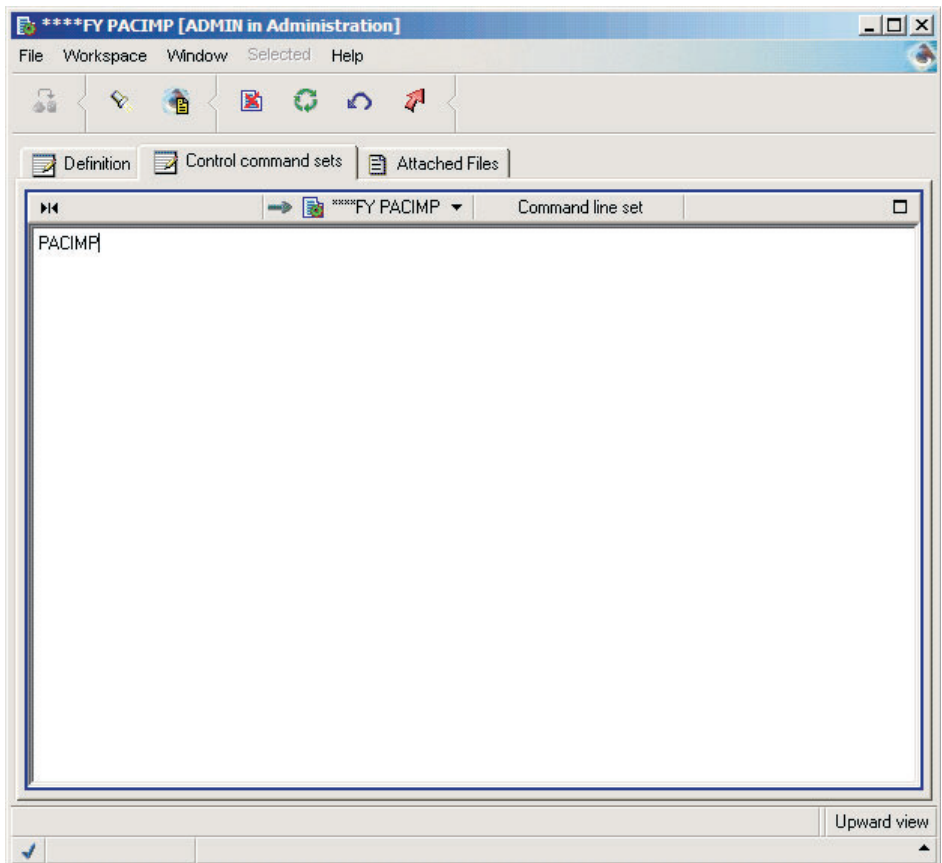 ****FY PACIMP [ADMIN in Administration]
File Workspace Window Selected Help
Definition Control command sets Attached Files
****FY PACIMP Command line set
PACIMP
Upward view